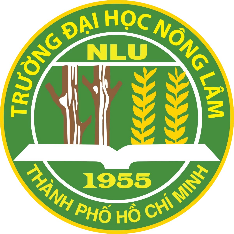 TRƯỜNG ĐẠI HỌC NÔNG LÂM
NLU
1955
THÀNH PHỐ HỒ CHÍ MINH